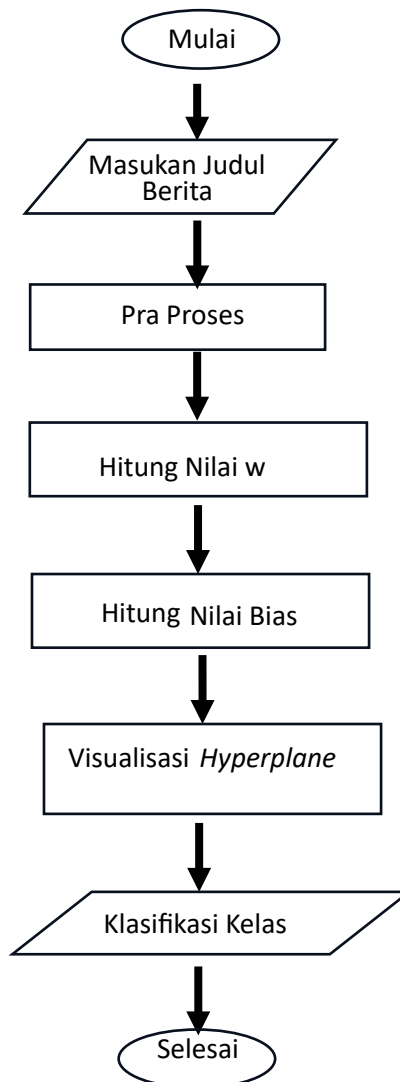 Mulai
Masukan Judul
Berita
Pra Proses
Hitung Nilai w
Hitung Nilai Bias
Visualisasi Hyperplane
Klasifikasi Kelas
Selesai